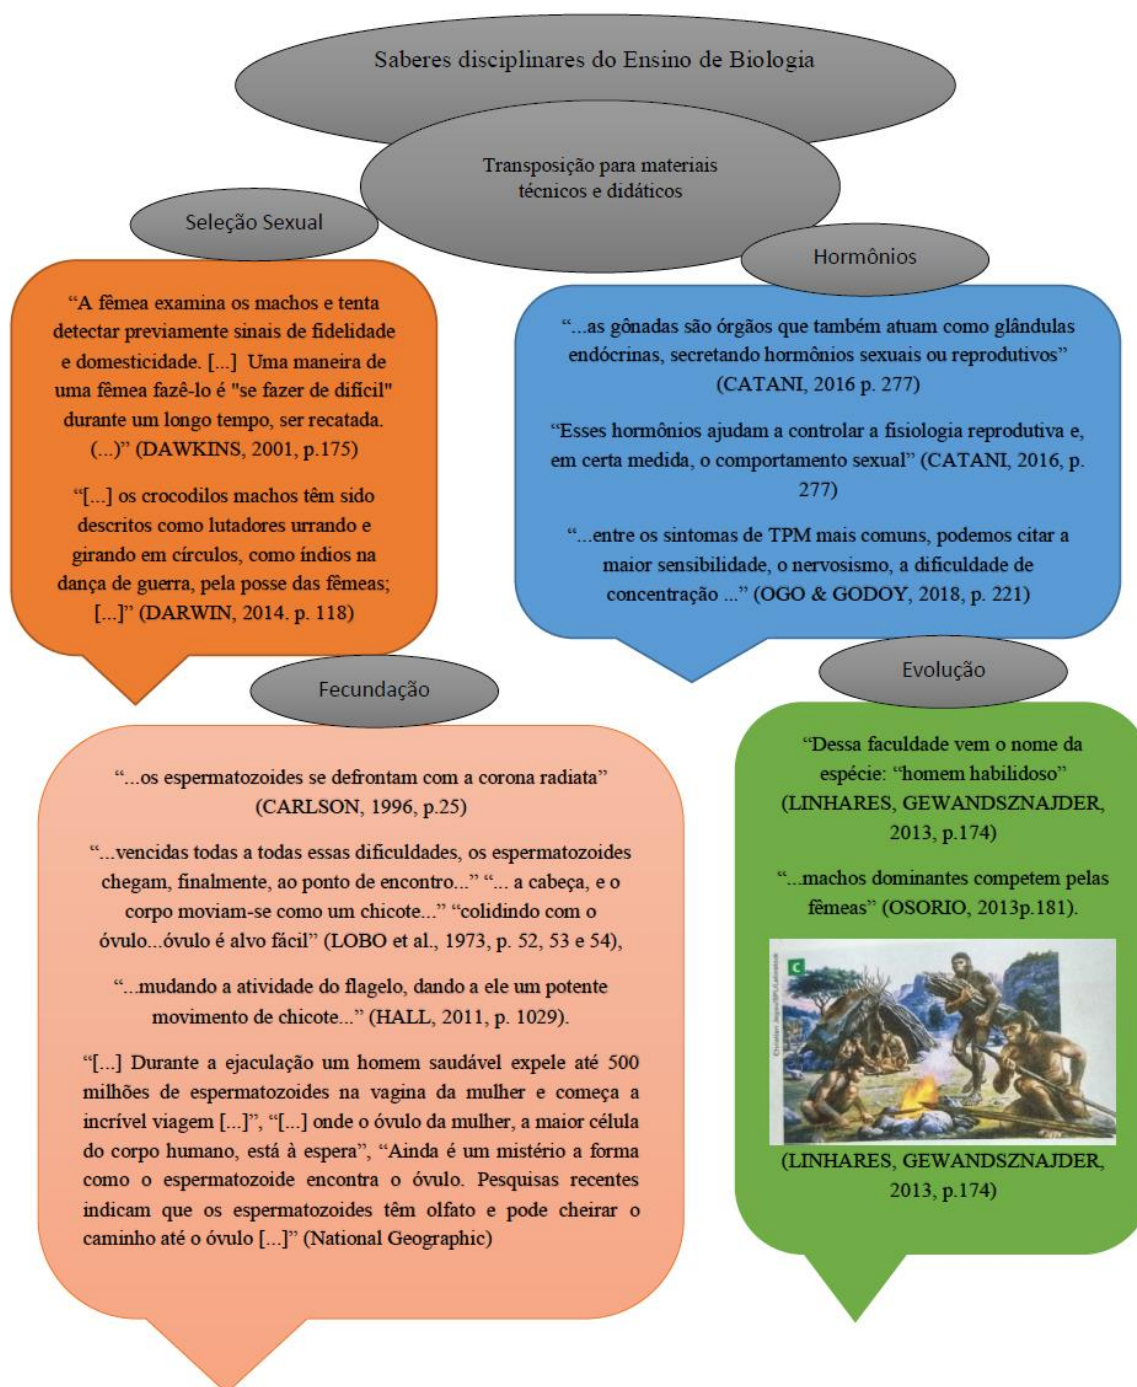 Saberes disciplinares do Ensino de Biologia
Transposição para materiais
técnicos e didáticos
Seleção Sexual
“A fêmea examina os machos e tenta
detectar previamente sinais de fidelidade
e domesticidade. [...] Uma maneira de
uma fêmea fazê-lo é "se fazer de difícil"
durante um longo tempo, ser recatada.
(...)” (DAWKINS, 2001, p.175)
“[...] os crocodilos machos têm sido
descritos como lutadores urrando e
girando em círculos, como índios na
dança de guerra, pela posse das fêmeas;
[...]” (DARWIN, 2014. p. 118)
Hormônios
“...as gônadas são órgãos que também atuam como glândulas
endócrinas, secretando hormônios sexuais ou reprodutivos”
(CATANI, 2016 p. 277)
“Esses hormônios ajudam a controlar a fisiologia reprodutiva e,
em certa medida, o comportamento sexual” (CATANI, 2016, p.
277)
“...entre os sintomas de TPM mais comuns, podemos citar a
maior sensibilidade, o nervosismo, a dificuldade de
concentração ...” (OGO & GODOY, 2018, p. 221)
Fecundação
“...os espermatozoides se defrontam com a corona radiata”
(CARLSON, 1996, p.25)
“...vencidas todas a todas essas dificuldades, os espermatozoides
chegam, finalmente, ao ponto de encontro...” “... a cabeça, e o
corpo moviam-se como um chicote...” “colidindo com o
óvulo...óvulo é alvo fácil” (LOBO et al., 1973, p. 52, 53 e 54),
“...mudando a atividade do flagelo, dando a ele um potente
movimento de chicote...” (HALL, 2011, p. 1029).
“[...] Durante a ejaculação um homem saudável expele até 500
milhões de espermatozoides na vagina da mulher e começa a
incrível viagem [...]”, “[...] onde o óvulo da mulher, a maior célula
do corpo humano, está à espera”, “Ainda é um mistério a forma
como o espermatozoide encontra o óvulo. Pesquisas recentes
indicam que os espermatozoides têm olfato e pode cheirar o
caminho até o óvulo [...]” (National Geographic)
Evolução
“Dessa faculdade vem o nome da
espécie: “homem habilidoso”
(LINHARES, GEWANDSZNAJDER,
2013, p.174)
“...machos dominantes competem pelas
fêmeas” (OSORIO, 2013p.181).
C
(LINHARES, GEWANDSZNAJDER,
2013, p.174)